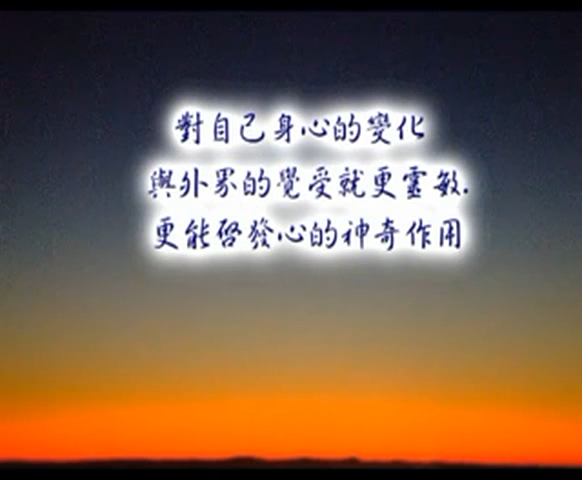 對自己身心的變化
與外界的覺受就更靈敏.
更能啓發心的神奇作用